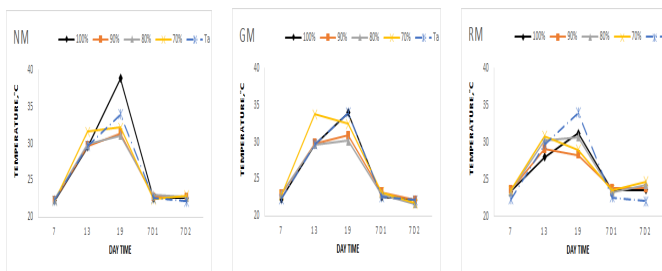 NM
100% 90% 80% 70% Ta
TEMPERATURE,°C
40
35
30
25
20
7 13 19 7D1 7D2
DAY TIME
GM
100% 90% 80% 70% Ta
TEMPERATURE,°C
40
35
30
25
20
7 13 19 7D1 7D2
DAY TIME
RM
100% 90% 80% 70%
TEMPERATURE,°C
40
35
30
25
20
7 13 19 7D1 7D2
DAY TIME